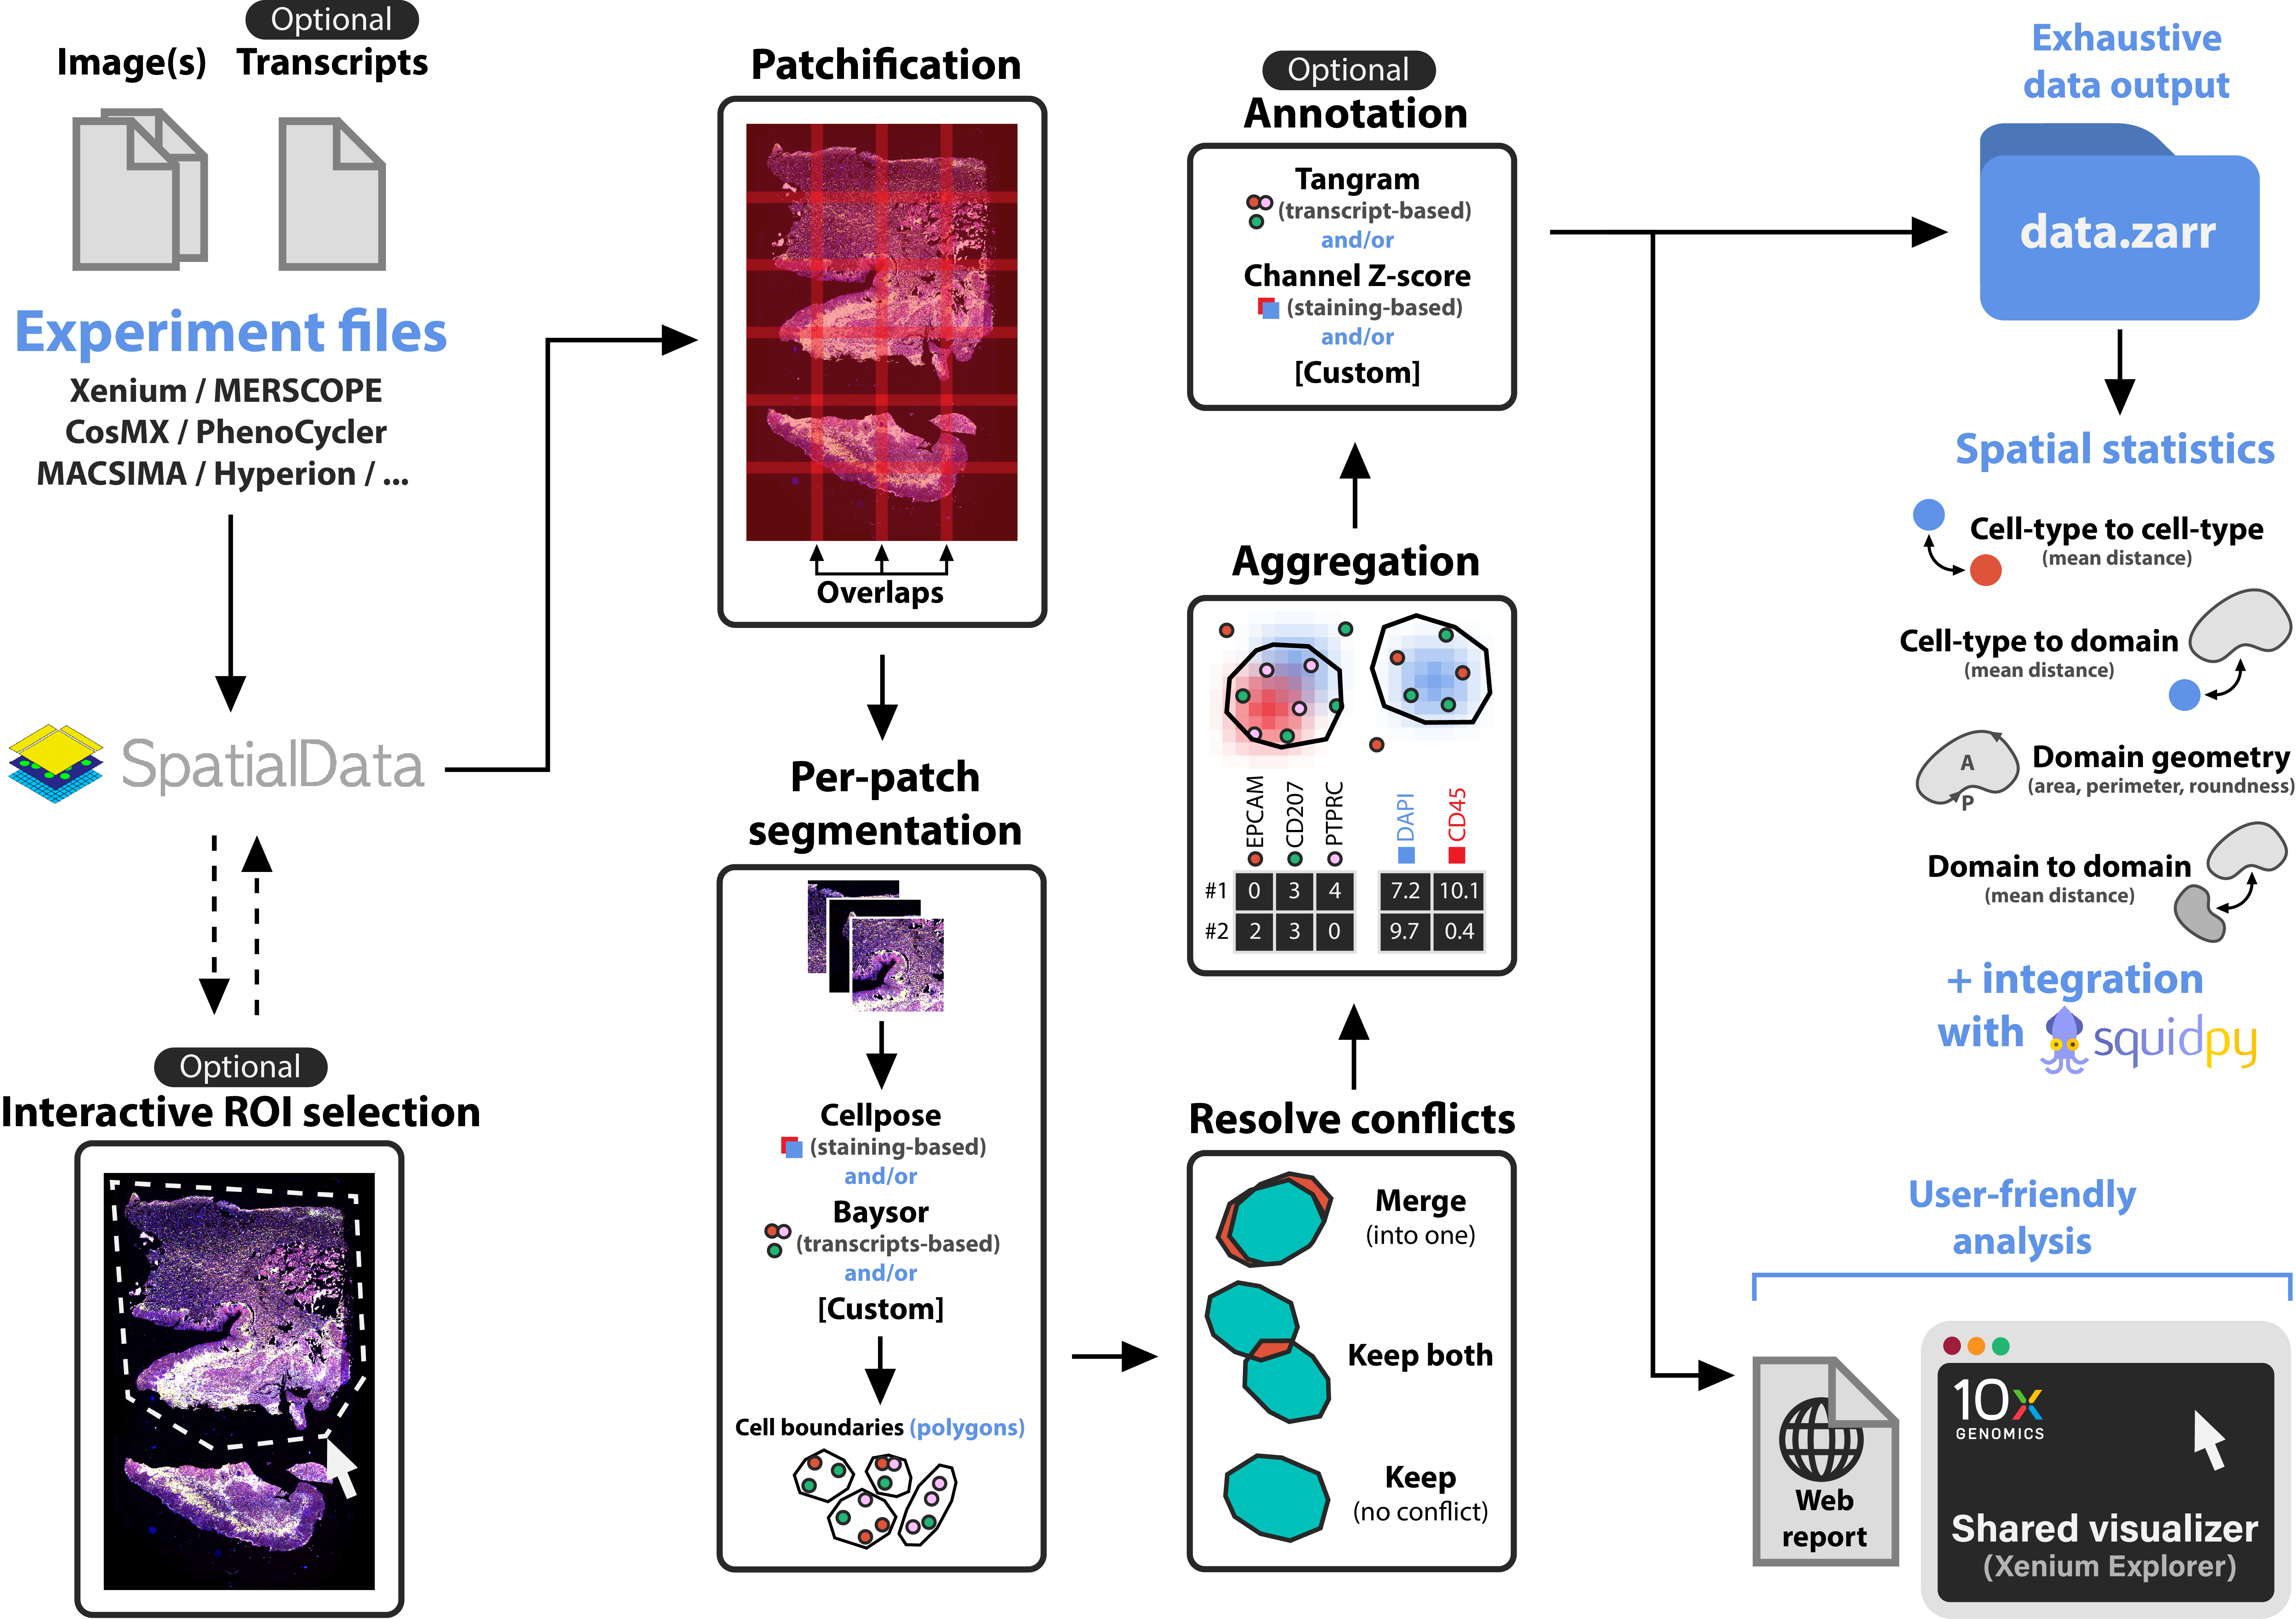 Optional
Image(s) Transcripts
Experiment files
Xenium / MERSCOPE
CosMX / PhenoCycler
MACSIMA / Hyperion / ...
SpatialData
Optional
Interactive ROI selection
Patchification
Overlaps
Per-patch
segmentation
Cellpose
(staining-based)
and/or
Baysor
(transcripts-based)
and/or
[Custom]
Cell boundaries (polygons)
Resolve conflicts
Merge
(into one)
Keep both
Keep
(no conflict)
Aggregation
EPCAM
CD207
PTPRC
DAPI
CD45
#1 0 3 4 7.2 10.1
#2 2 3 0 9.7 0.4
Optional
Annotation
Tangram
(transcript-based)
and/or
Channel Z-score
(staining-based)
and/or
[Custom]
Exhaustive
data output
data.zarr
Spatial statistics
Cell-type to cell-type
(mean distance)
Cell-type to domain
(mean distance)
A
P
Domain geometry
(area, perimeter, roundness)
Domain to domain
(mean distance)
+ integration
with squidpy
User-friendly
analysis
Web
report
10x
GENOMICS
Shared visualizer
(Xenium Explorer)